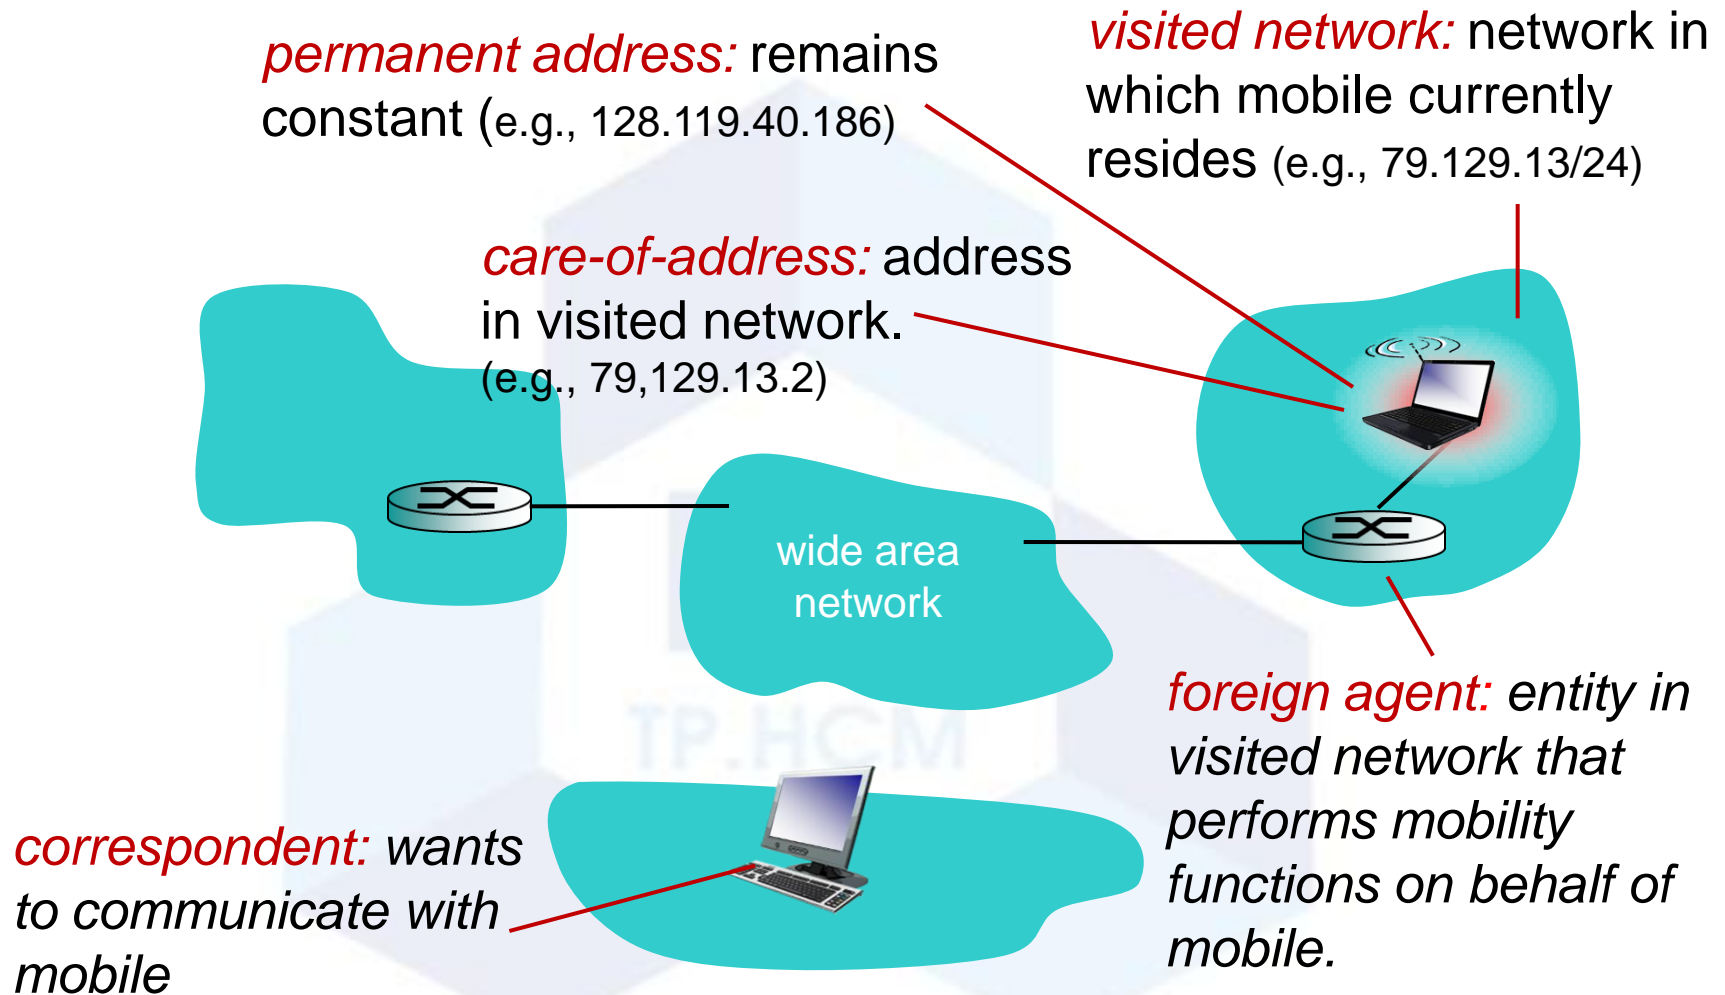 permanent address: remains
constant (e.g., 128.119.40.186)
visited network: network in
which mobile currently
resides (e.g., 79.129.13/24)
care-of-address: address
in visited network.
(e.g., 79,129.13.2)
wide area
network
TP.HCM
foreign agent: entity in
visited network that
performs mobility
functions on behalf of
mobile.
correspondent: wants
to communicate with
mobile